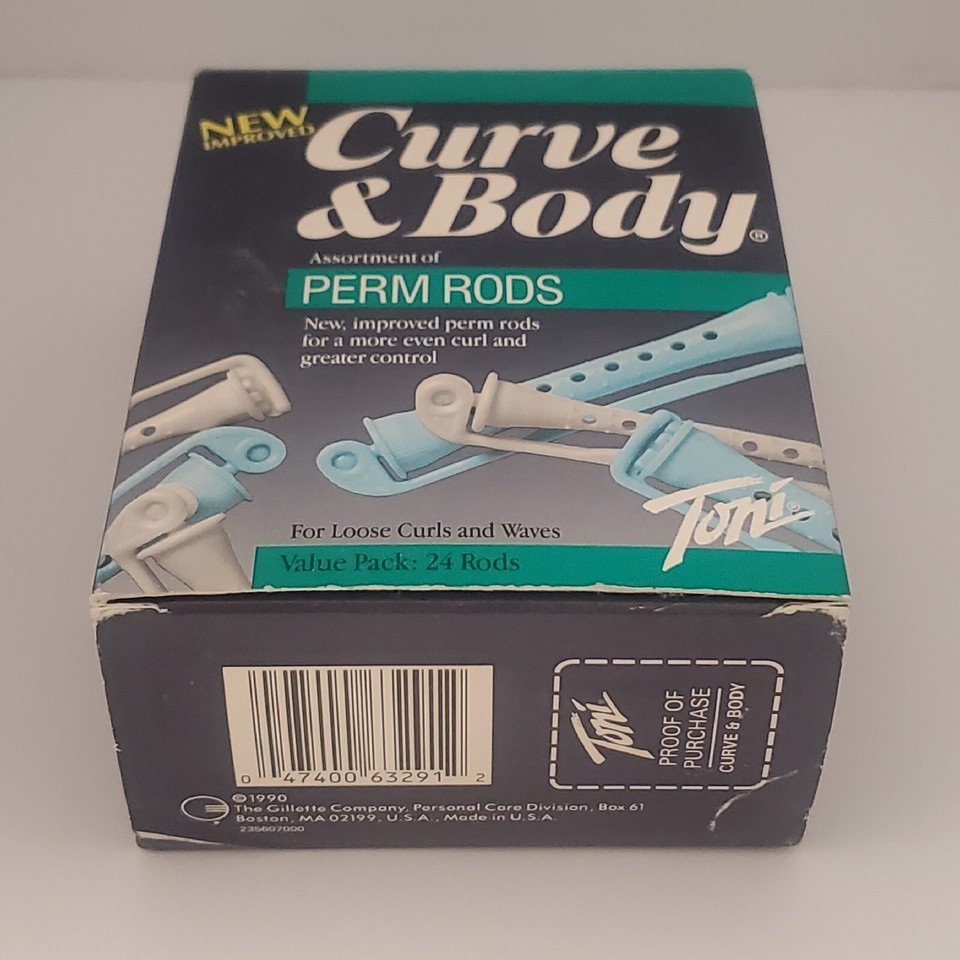 NEW
IMPROVED
Curve
& Body®
Assortment of
PERM RODS
New, improved perm rods
for a more even curl and
greater control
For Loose Curls and Waves
Value Pack: 24 Rods
Toni®
0 47400 63291 2
©1990
The Gillette Company, Personal Care Division, Box 61
Boston, MA 02199, U.S.A., Made in U.S.A.
235607000
Toni
PROOF OF
PURCHASE
CURVE & BODY